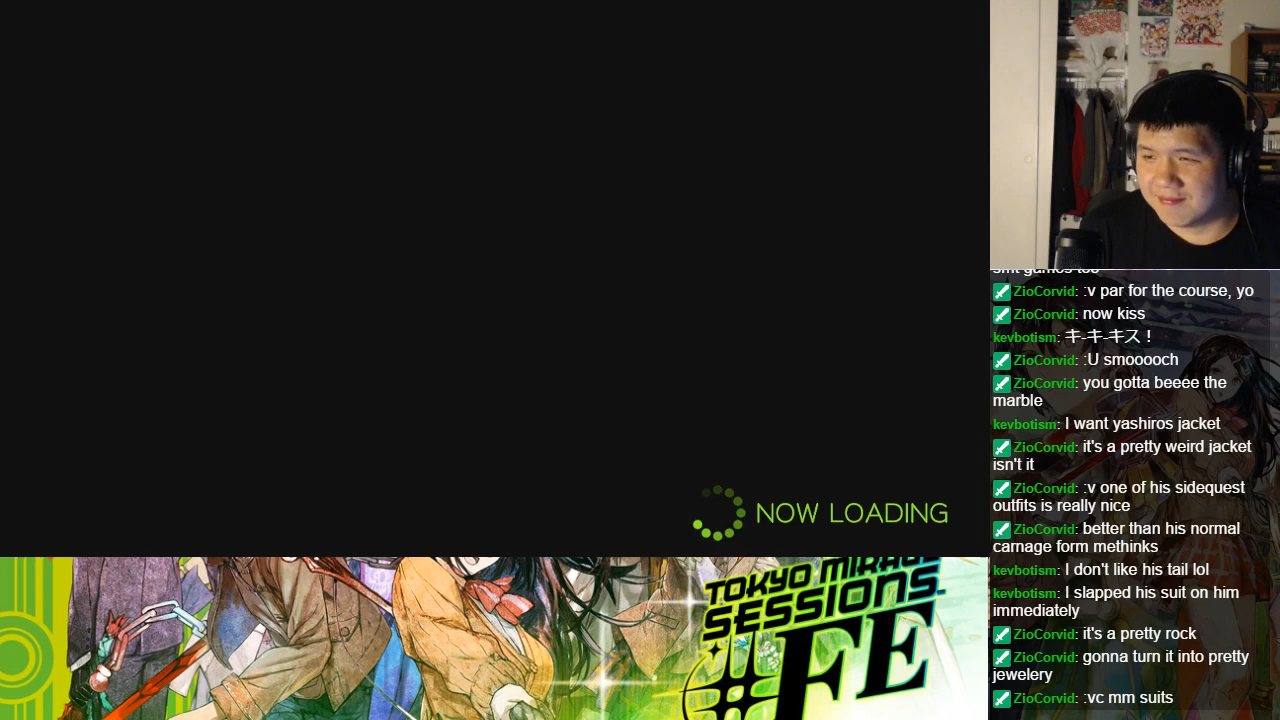 NOW LOADING
TOKYO MIRAGE
SESSIONS
#FE
smt games too
ZioCorvid: :v par for the course, yo
ZioCorvid: now kiss
kevbotism: キ-キ-キス！
ZioCorvid: :U smooooch
ZioCorvid: you gotta beeee the
marble
kevbotism: I want yashiros jacket
ZioCorvid: it's a pretty weird jacket
isn't it
ZioCorvid: :v one of his sidequest
outfits is really nice
ZioCorvid: better than his normal
carnage form methinks
kevbotism: I don't like his tail lol
kevbotism: I slapped his suit on him
immediately
ZioCorvid: it's a pretty rock
ZioCorvid: gonna turn it into pretty
jewelery
ZioCorvid: :vc mm suits